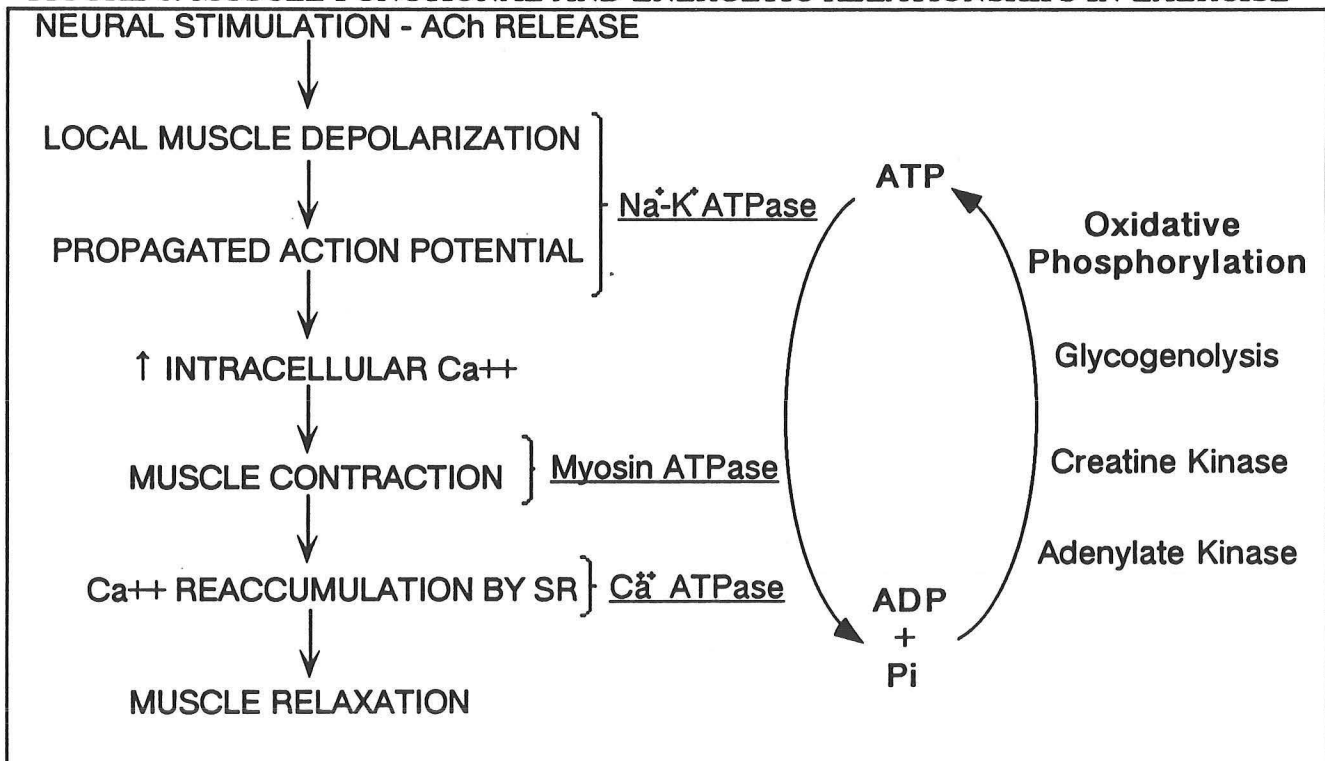 NEURAL STIMULATION - ACh RELEASE
LOCAL MUSCLE DEPOLARIZATION
PROPAGATED ACTION POTENTIAL
Na⁺-K⁺ ATPase
↑ INTRACELLULAR Ca++
MUSCLE CONTRACTION
Myosin ATPase
Ca++ REACCUMULATION BY SR
Ca⁺⁺ ATPase
MUSCLE RELAXATION
ATP
Oxidative
Phosphorylation
Glycogenolysis
Creatine Kinase
Adenylate Kinase
ADP
+
Pi